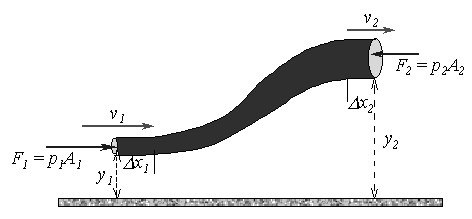 v₂
F₂ = p₂A₂
v₁
Δx₂
F₁ = p₁A₁
Δx₁
y₁
y₂